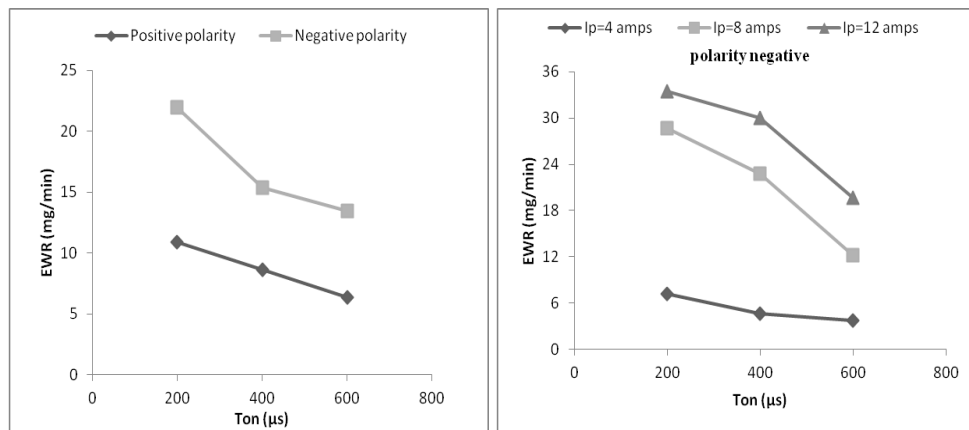 Positive polarity Negative polarity
25
20
15
10
5
0
EWR (mg/min)
0 200 400 600 800
Ton (µs)
Ip=4 amps Ip=8 amps Ip=12 amps
polarity negative
36
30
24
18
12
6
0
EWR (mg/min)
0 200 400 600 800
Ton (µs)